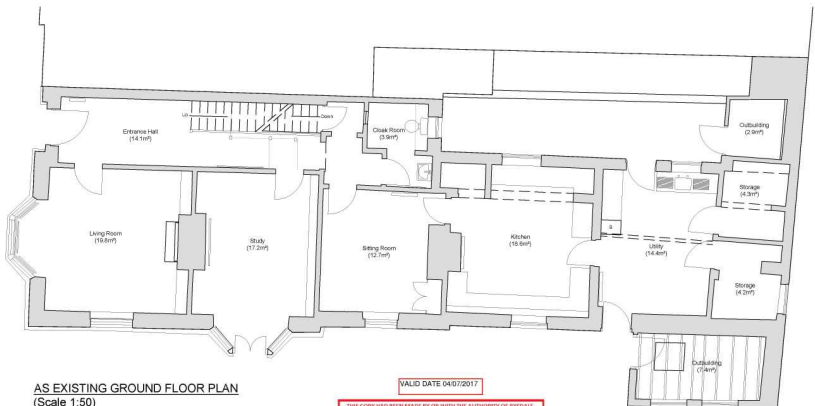 Entrance Hall
(14.1m²)
Up
Down
Cloak Room
(3.9m²)
Outbuilding
(2.9m²)
Storage
(4.3m²)
Living Room
(19.8m²)
Study
(17.2m²)
Sitting Room
(12.7m²)
Kitchen
(18.6m²)
B
Utility
(14.4m²)
Storage
(4.2m²)
Outbuilding
(7.4m²)
AS EXISTING GROUND FLOOR PLAN
(Scale 1:50)
VALID DATE 04/07/2017